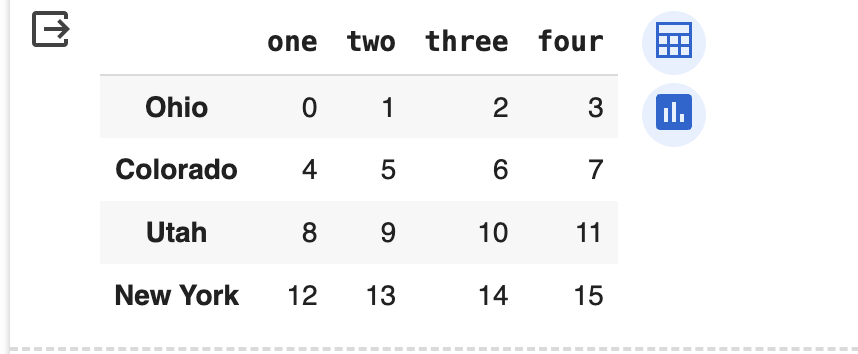 one two three four
Ohio 0 1 2 3
Colorado 4 5 6 7
Utah 8 9 10 11
New York 12 13 14 15